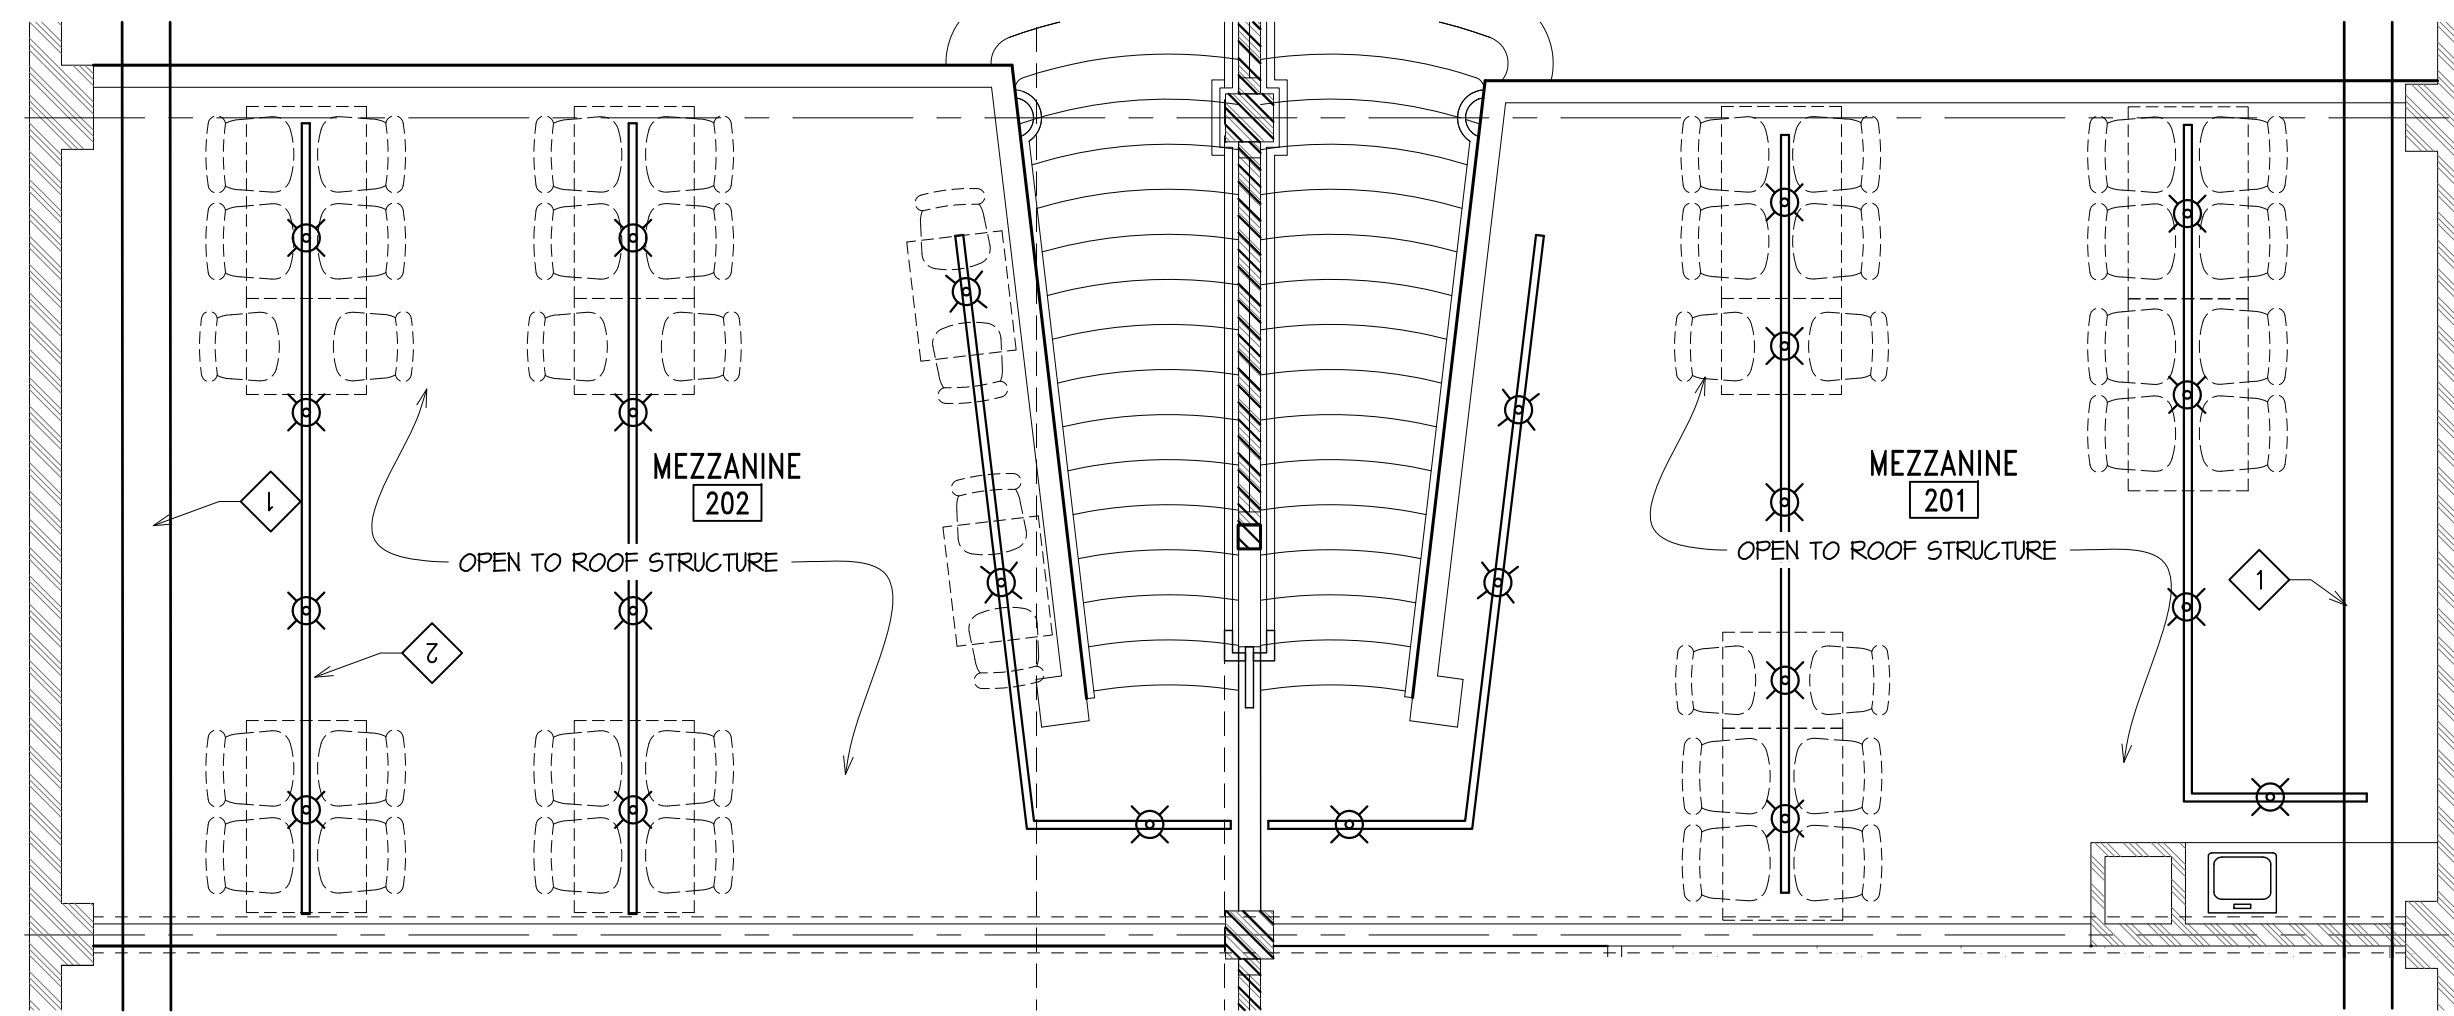 MEZZANINE
202
MEZZANINE
201
1
OPEN TO ROOF STRUCTURE
OPEN TO ROOF STRUCTURE
1
2